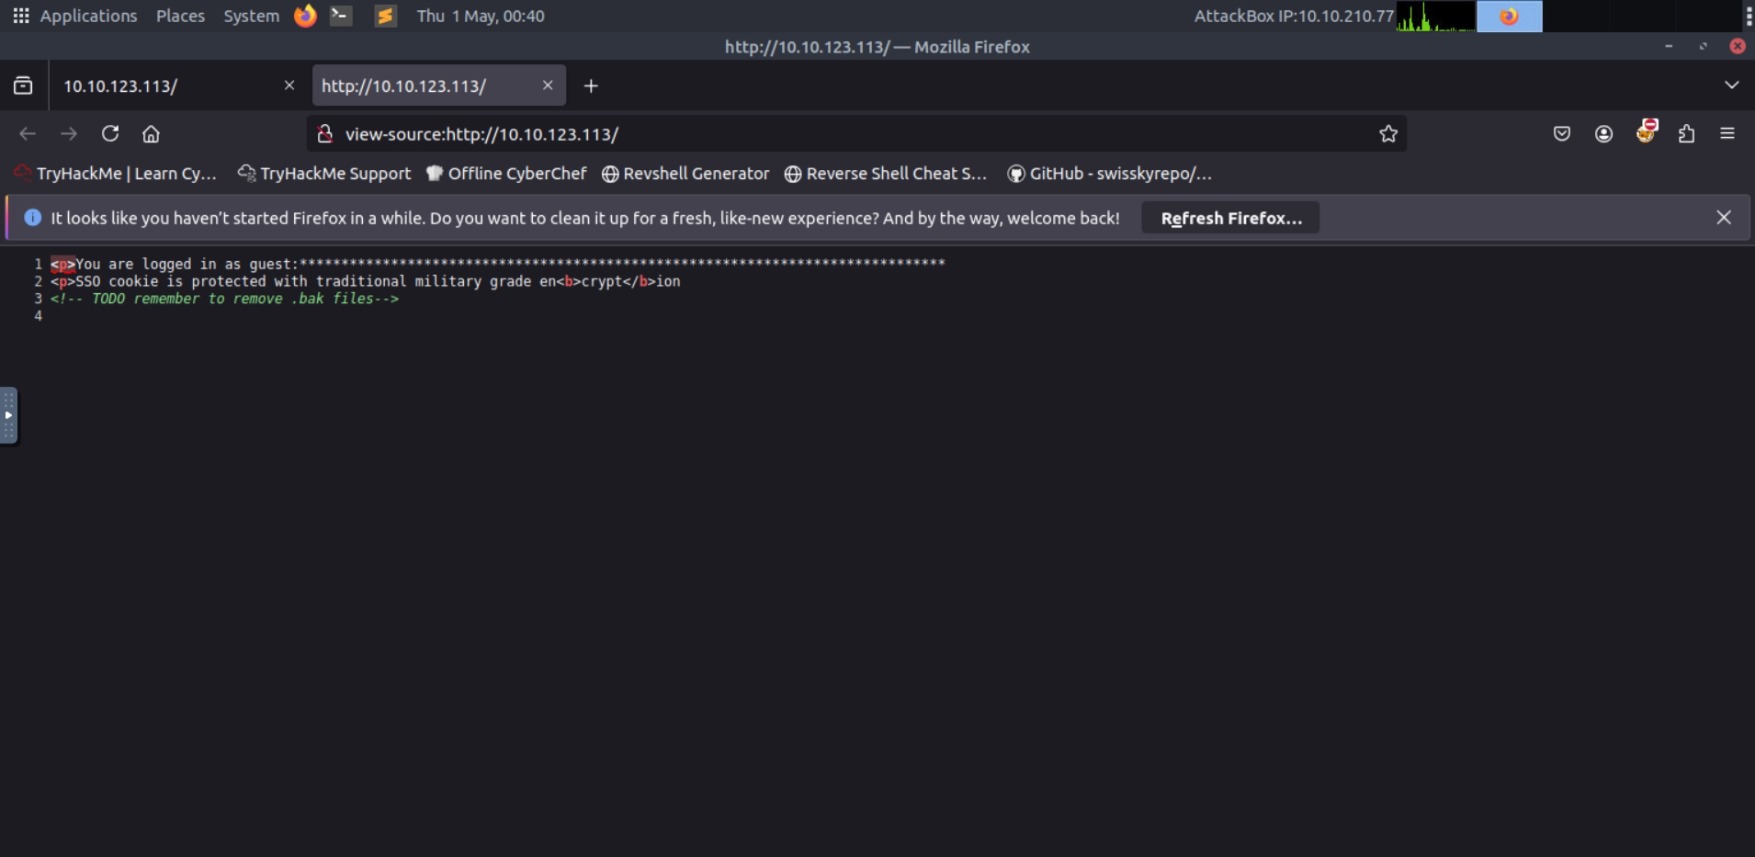 Applications Places System Thu 1 May, 00:40 AttackBox IP:10.10.210.77
http://10.10.123.113/ — Mozilla Firefox
10.10.123.113/ http://10.10.123.113/
view-source:http://10.10.123.113/
TryHackMe | Learn Cy... TryHackMe Support Offline CyberChef Revshell Generator Reverse Shell Cheat S... GitHub - swisskyrepo/...
It looks like you haven't started Firefox in a while. Do you want to clean it up for a fresh, like-new experience? And by the way, welcome back! Refresh Firefox...
1 <p>You are logged in as guest:******************************************************************************
2 <p>SSO cookie is protected with traditional military grade en<b>crypt</b>ion
3 <!-- TODO remember to remove .bak files-->
4